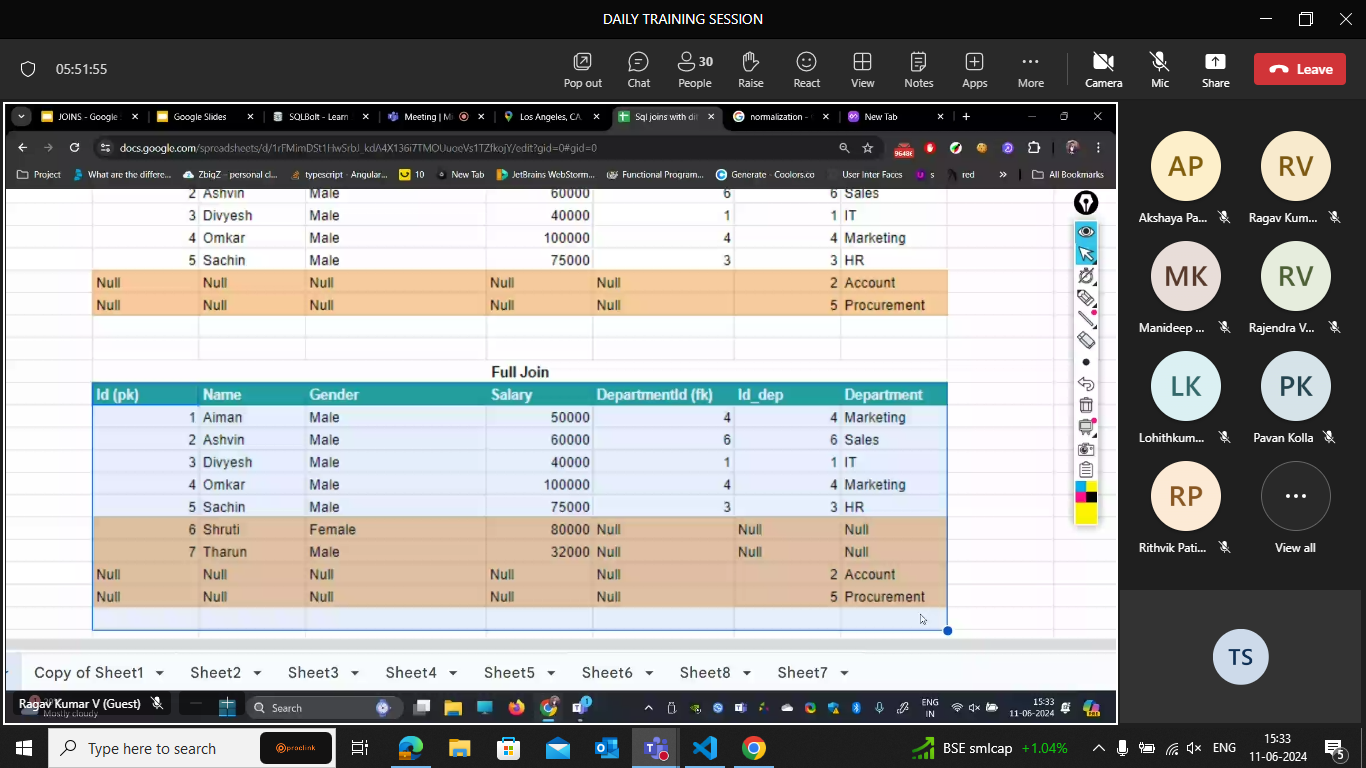 DAILY TRAINING SESSION
05:51:55
Pop out
Chat
30
People
Raise
React
View
Notes
Apps
More
Camera
Mic
Share
Leave
JOINS - Google
Google Slides
SQLBolt - Learn
Meeting | M
Los Angeles, CA
Sql joins with dif
normalization -
New Tab
Project
What are the differe...
ZbiqZ – personal cl...
typescript - Angular...
10
New Tab
JetBrains WebStorm...
Functional Program...
Generate - Coolors.co
User Inter Faces
s
red
All Bookmarks
2 Ashvin Male 60000 6 6 Sales
3 Divyesh Male 40000 1 1 IT
4 Omkar Male 100000 4 4 Marketing
5 Sachin Male 75000 3 3 HR
Null Null Null Null Null 2 Account
Null Null Null Null Null 5 Procurement
Full Join
Id (pk) Name Gender Salary DepartmentId (fk) Id_dep Department
1 Aiman Male 50000 4 4 Marketing
2 Ashvin Male 60000 6 6 Sales
3 Divyesh Male 40000 1 1 IT
4 Omkar Male 100000 4 4 Marketing
5 Sachin Male 75000 3 3 HR
6 Shruti Female 80000 Null Null Null
7 Tharun Male 32000 Null Null Null
Null Null Null Null Null 2 Account
Null Null Null Null Null 5 Procurement
Copy of Sheet1 Sheet2 Sheet3 Sheet4 Sheet5 Sheet6 Sheet8 Sheet7
Ragav Kumar V (Guest)
Mostly cloudy
Search
ENG
IN
15:33
11-06-2024
AP
Akshaya Pa...
RV
Ragav Kum...
MK
Manideep ...
RV
Rajendra V...
LK
Lohithkum...
PK
Pavan Kolla
RP
Rithvik Pati...
View all
TS
Type here to search
proclink
BSE smlcap +1.04%
ENG
15:33
11-06-2024
5